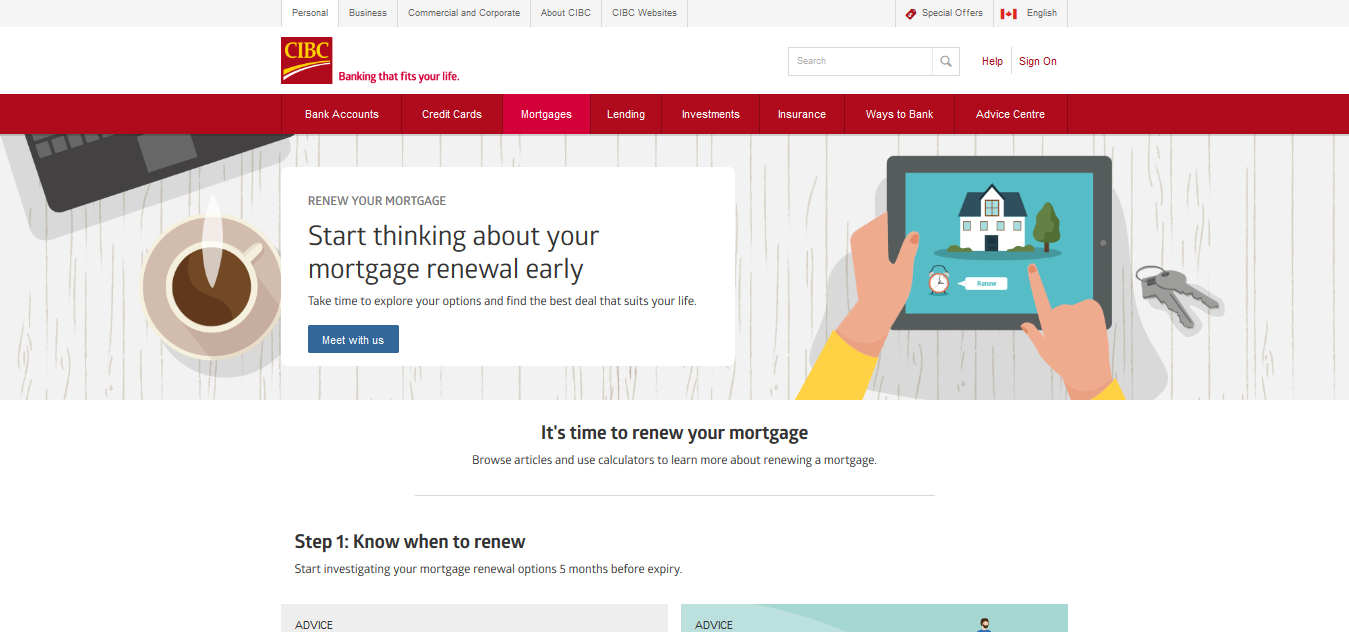 Personal
Business
Commercial and Corporate
About CIBC
CIBC Websites
Special Offers
English
CIBC
Banking that fits your life.
Search
Help
Sign On
Bank Accounts
Credit Cards
Mortgages
Lending
Investments
Insurance
Ways to Bank
Advice Centre
RENEW YOUR MORTGAGE
Start thinking about your
mortgage renewal early
Take time to explore your options and find the best deal that suits your life.
Meet with us
Renew
It's time to renew your mortgage
Browse articles and use calculators to learn more about renewing a mortgage.
Step 1: Know when to renew
Start investigating your mortgage renewal options 5 months before expiry.
ADVICE
ADVICE